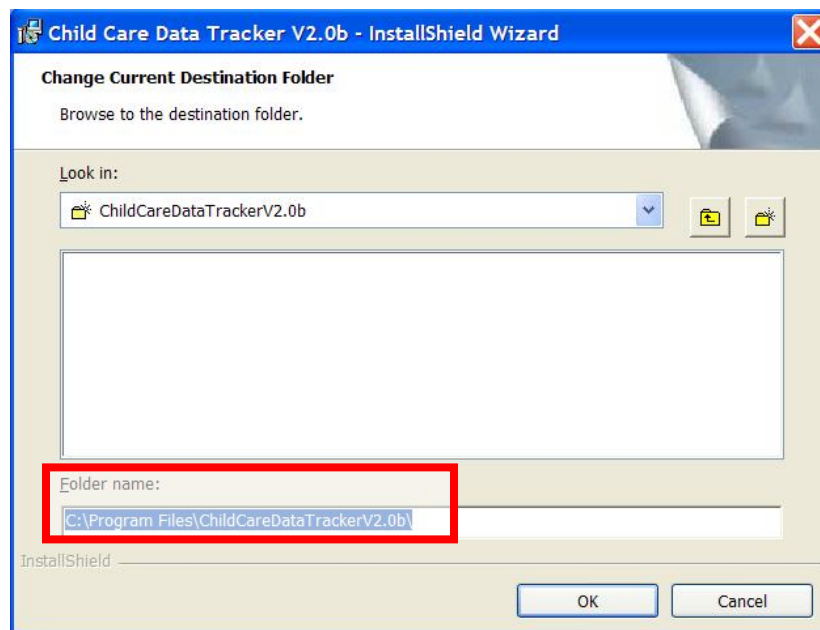 Child Care Data Tracker V2.0b - InstallShield Wizard
Change Current Destination Folder
Browse to the destination folder.
Look in:
ChildCareDataTrackerV2.0b
Folder name:
C:\Program Files\ChildCareDataTrackerV2.0b\
InstallShield
OK Cancel